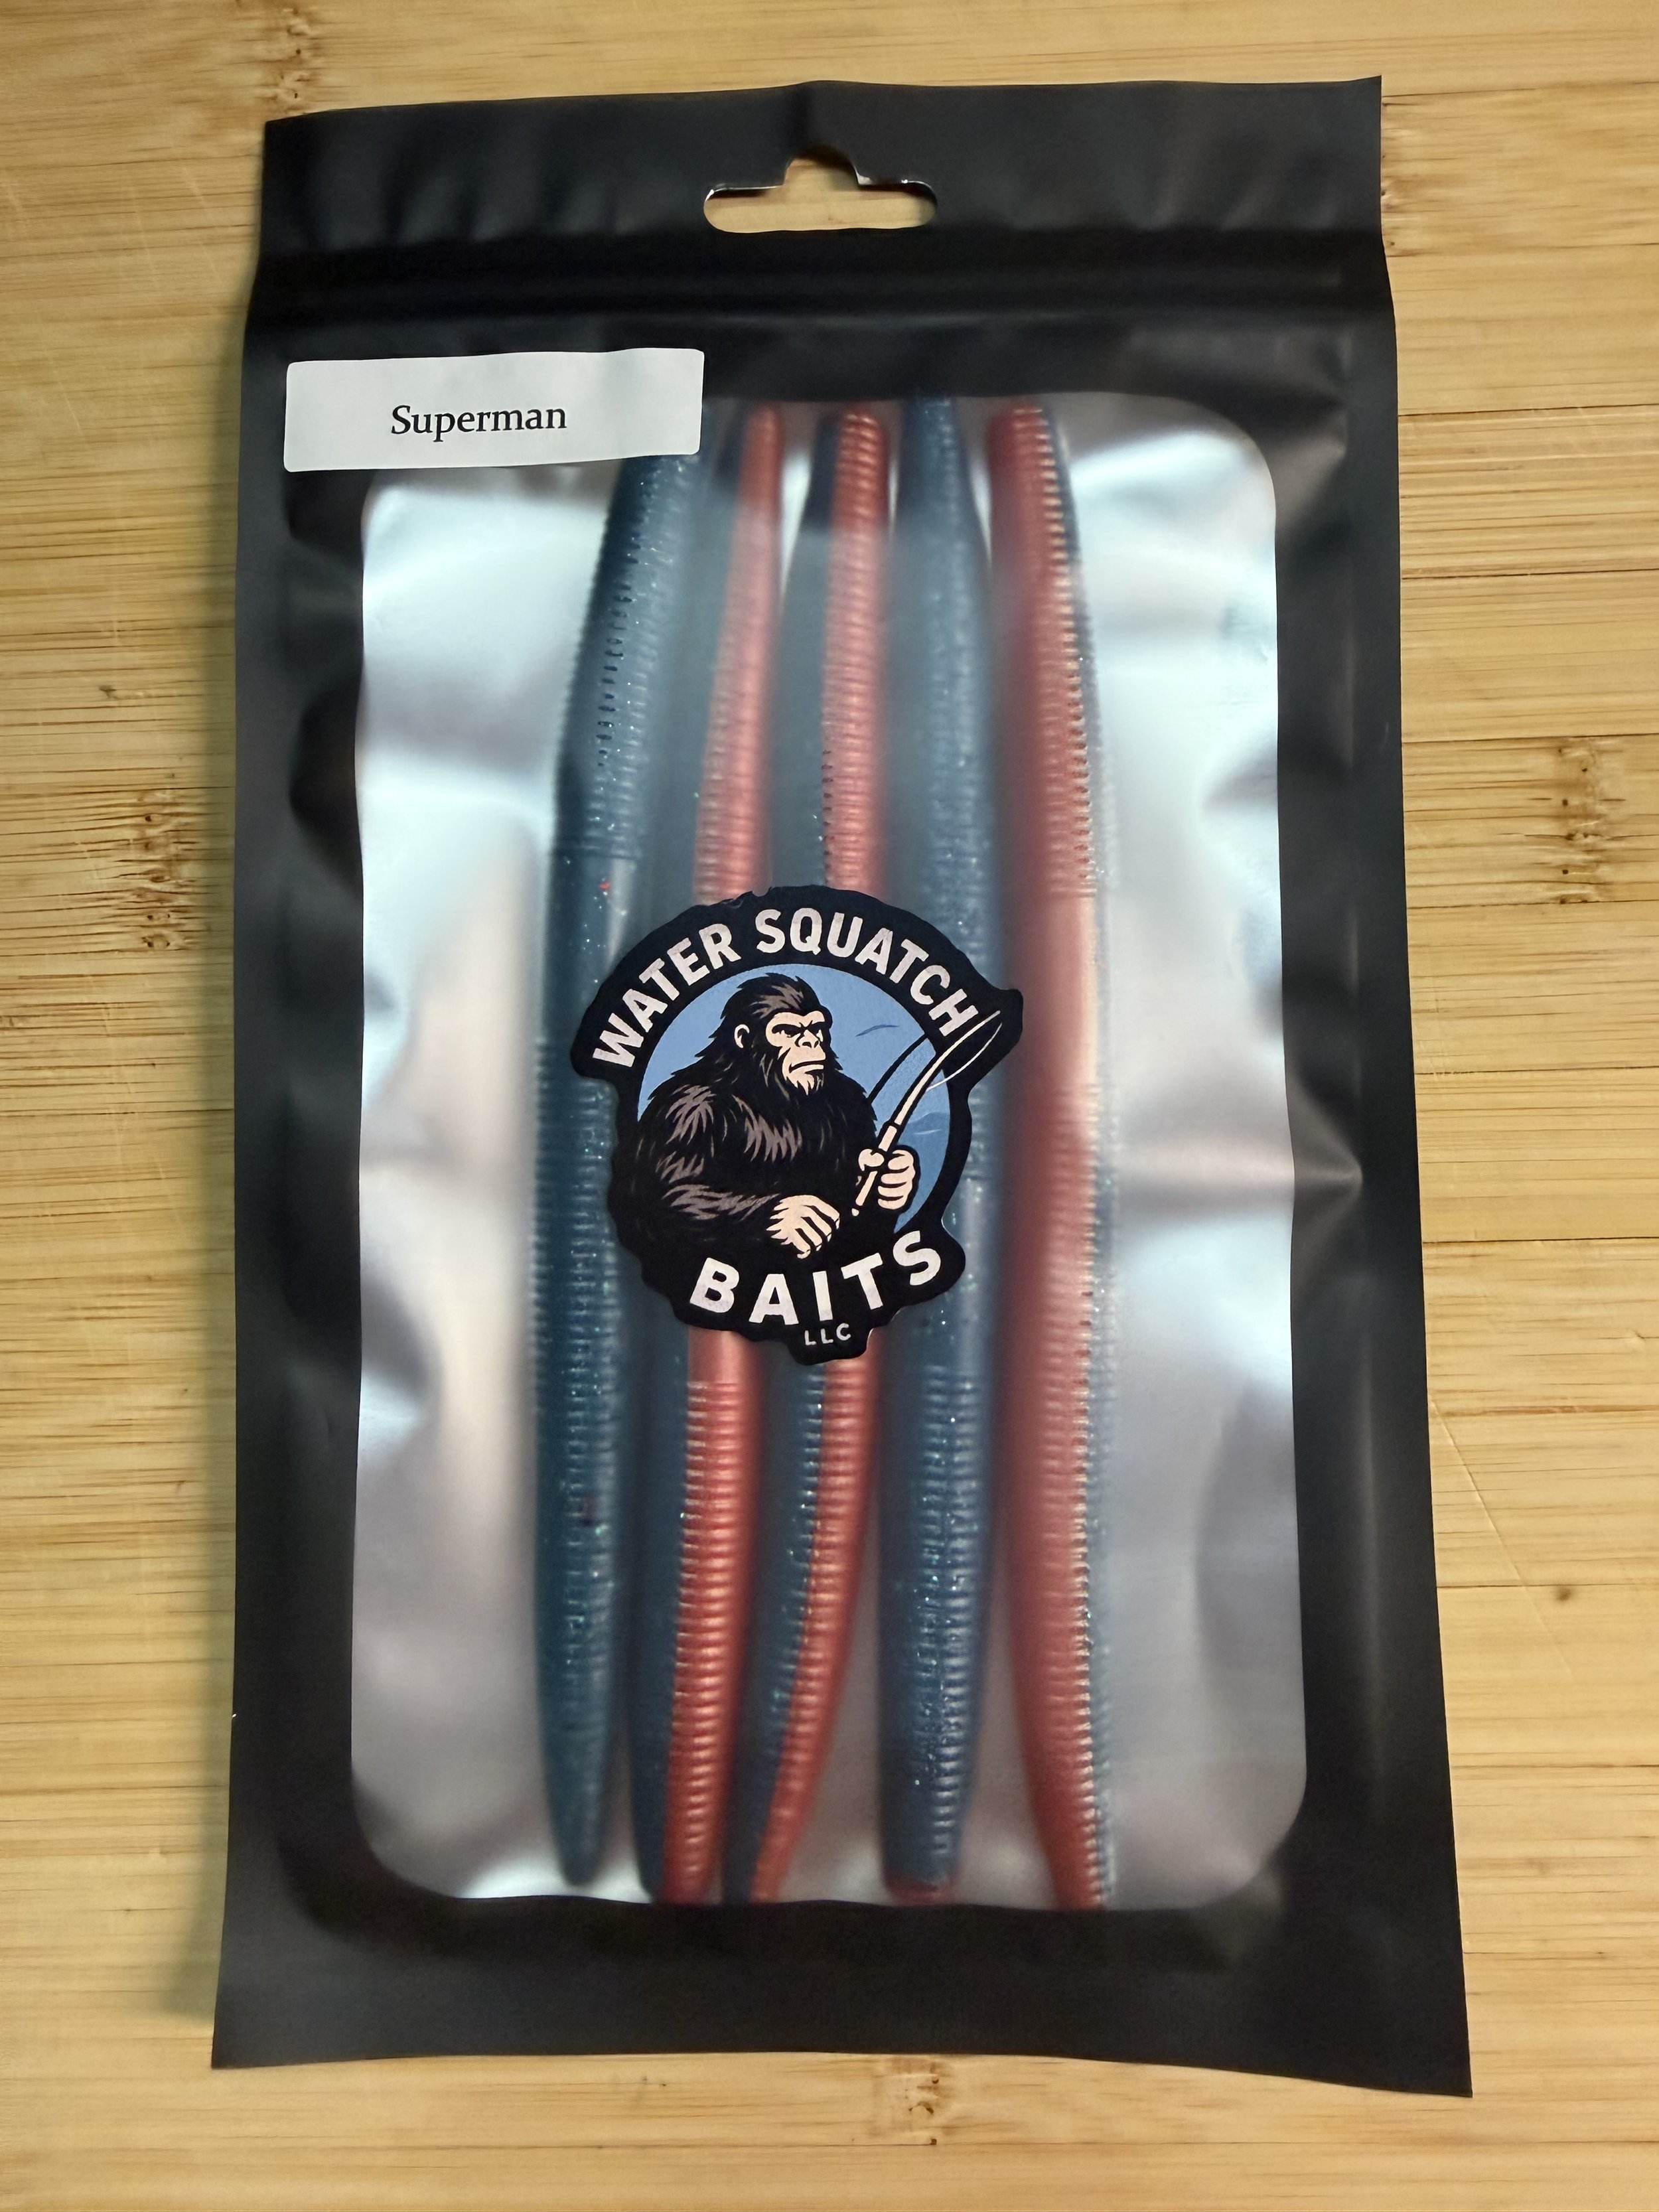 Superman
WATER SQUATCH
BAITS
LLC